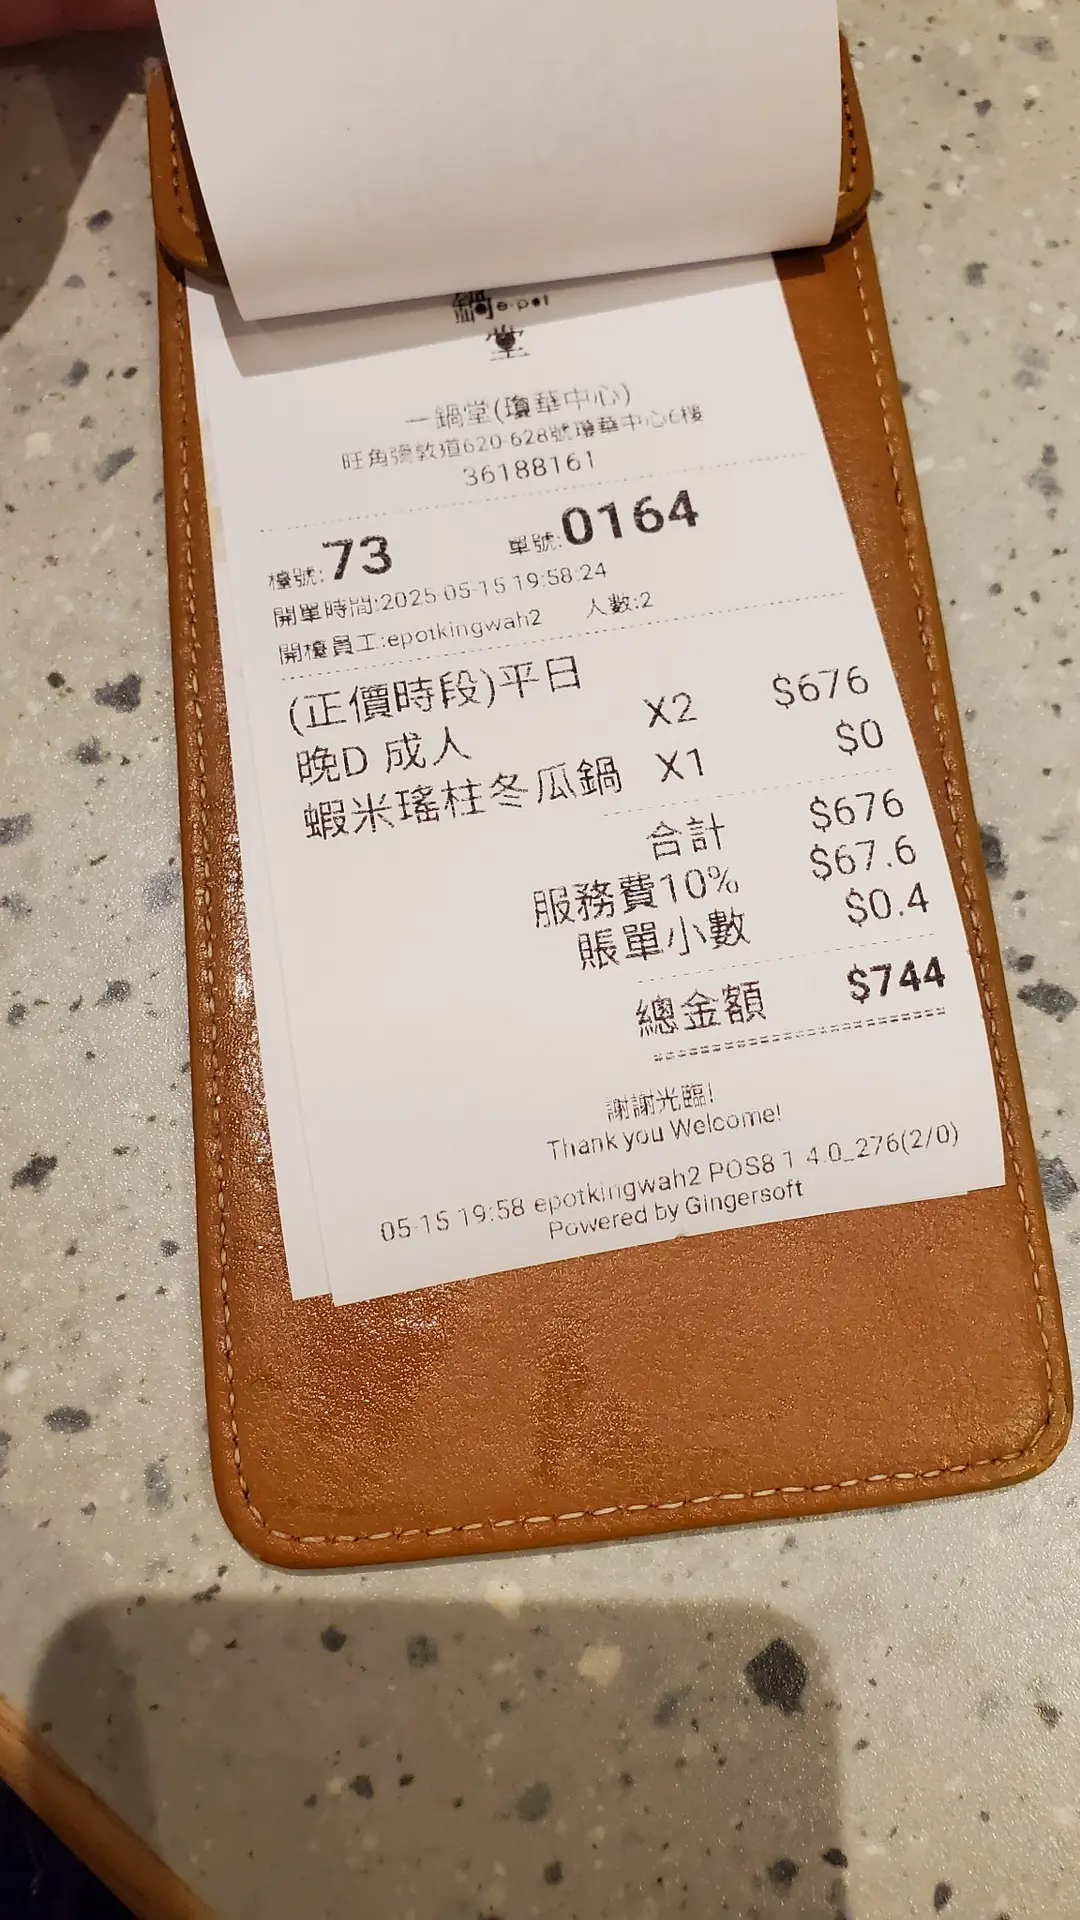 鍋e-pot
堂
一鍋堂(瓊華中心)
旺角彌敦道620-628號瓊華中心6樓
36188161
檯號:73 單號:0164
開單時間:2025-05-15 19:58:24
開檯員工:epotkingwah2 人數:2
(正價時段)平日
晚D 成人 X2 $676
蝦米瑤柱冬瓜鍋 X1 $0
合計 $676
服務費10% $67.6
賬單小數 $0.4
總金額 $744
謝謝光臨!
Thank you Welcome!
05-15 19:58 epotkingwah2 POS8 1 4.0_276(2/0)
Powered by Gingersoft